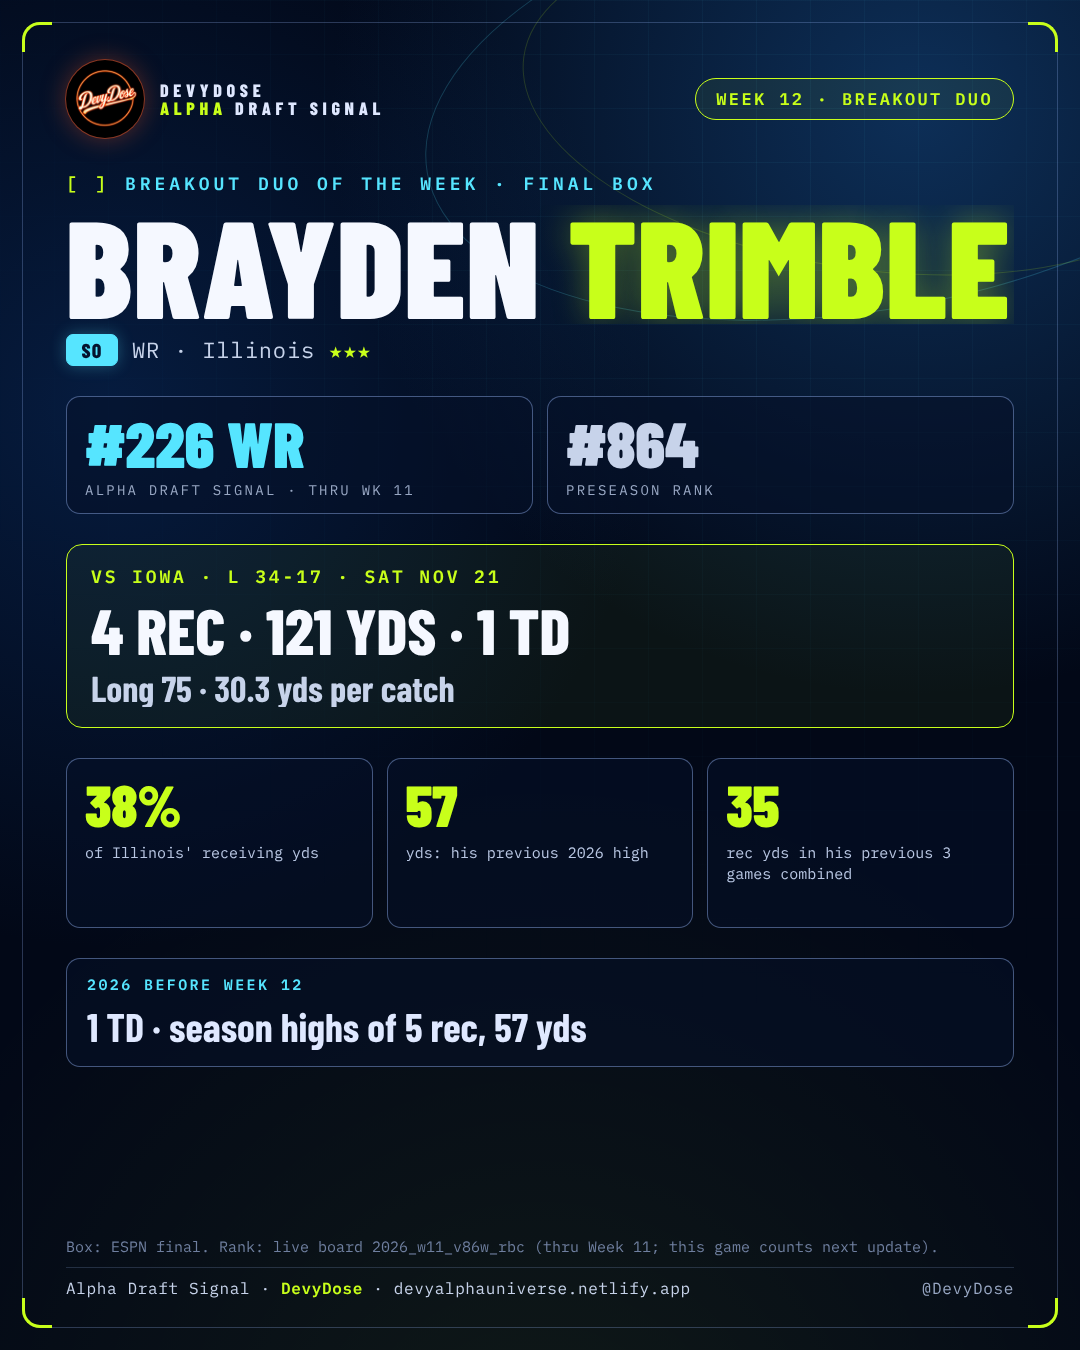 DevyDose
DEVYDOSE
ALPHA DRAFT SIGNAL
WEEK 12 · BREAKOUT DUO
[ ] BREAKOUT DUO OF THE WEEK · FINAL BOX
BRAYDEN TRIMBLE
SO WR · Illinois ★★★
#226 WR
ALPHA DRAFT SIGNAL · THRU WK 11
#864
PRESEASON RANK
VS IOWA · L 34-17 · SAT NOV 21
4 REC · 121 YDS · 1 TD
Long 75 · 30.3 yds per catch
38%
of Illinois' receiving yds
57
yds: his previous 2026 high
35
rec yds in his previous 3
games combined
2026 BEFORE WEEK 12
1 TD · season highs of 5 rec, 57 yds
Box: ESPN final. Rank: live board 2026_w11_v86w_rbc (thru Week 11; this game counts next update).
Alpha Draft Signal · DevyDose · devyalphauniverse.netlify.app
@DevyDose